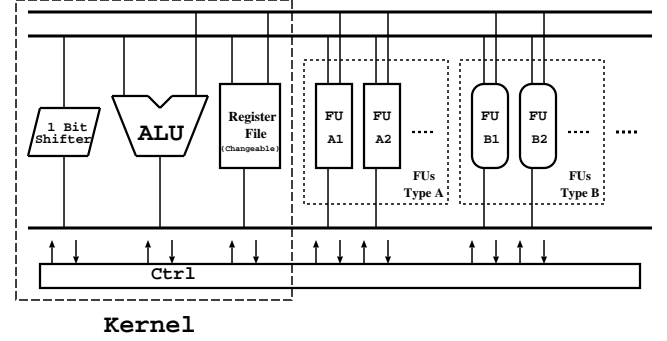 1 Bit
Shifter
ALU
Register
File
(Changeable)
FU
A1
FU
A2
....
FUs
Type A
FU
B1
FU
B2
....
FUs
Type B
....
Ctrl
Kernel